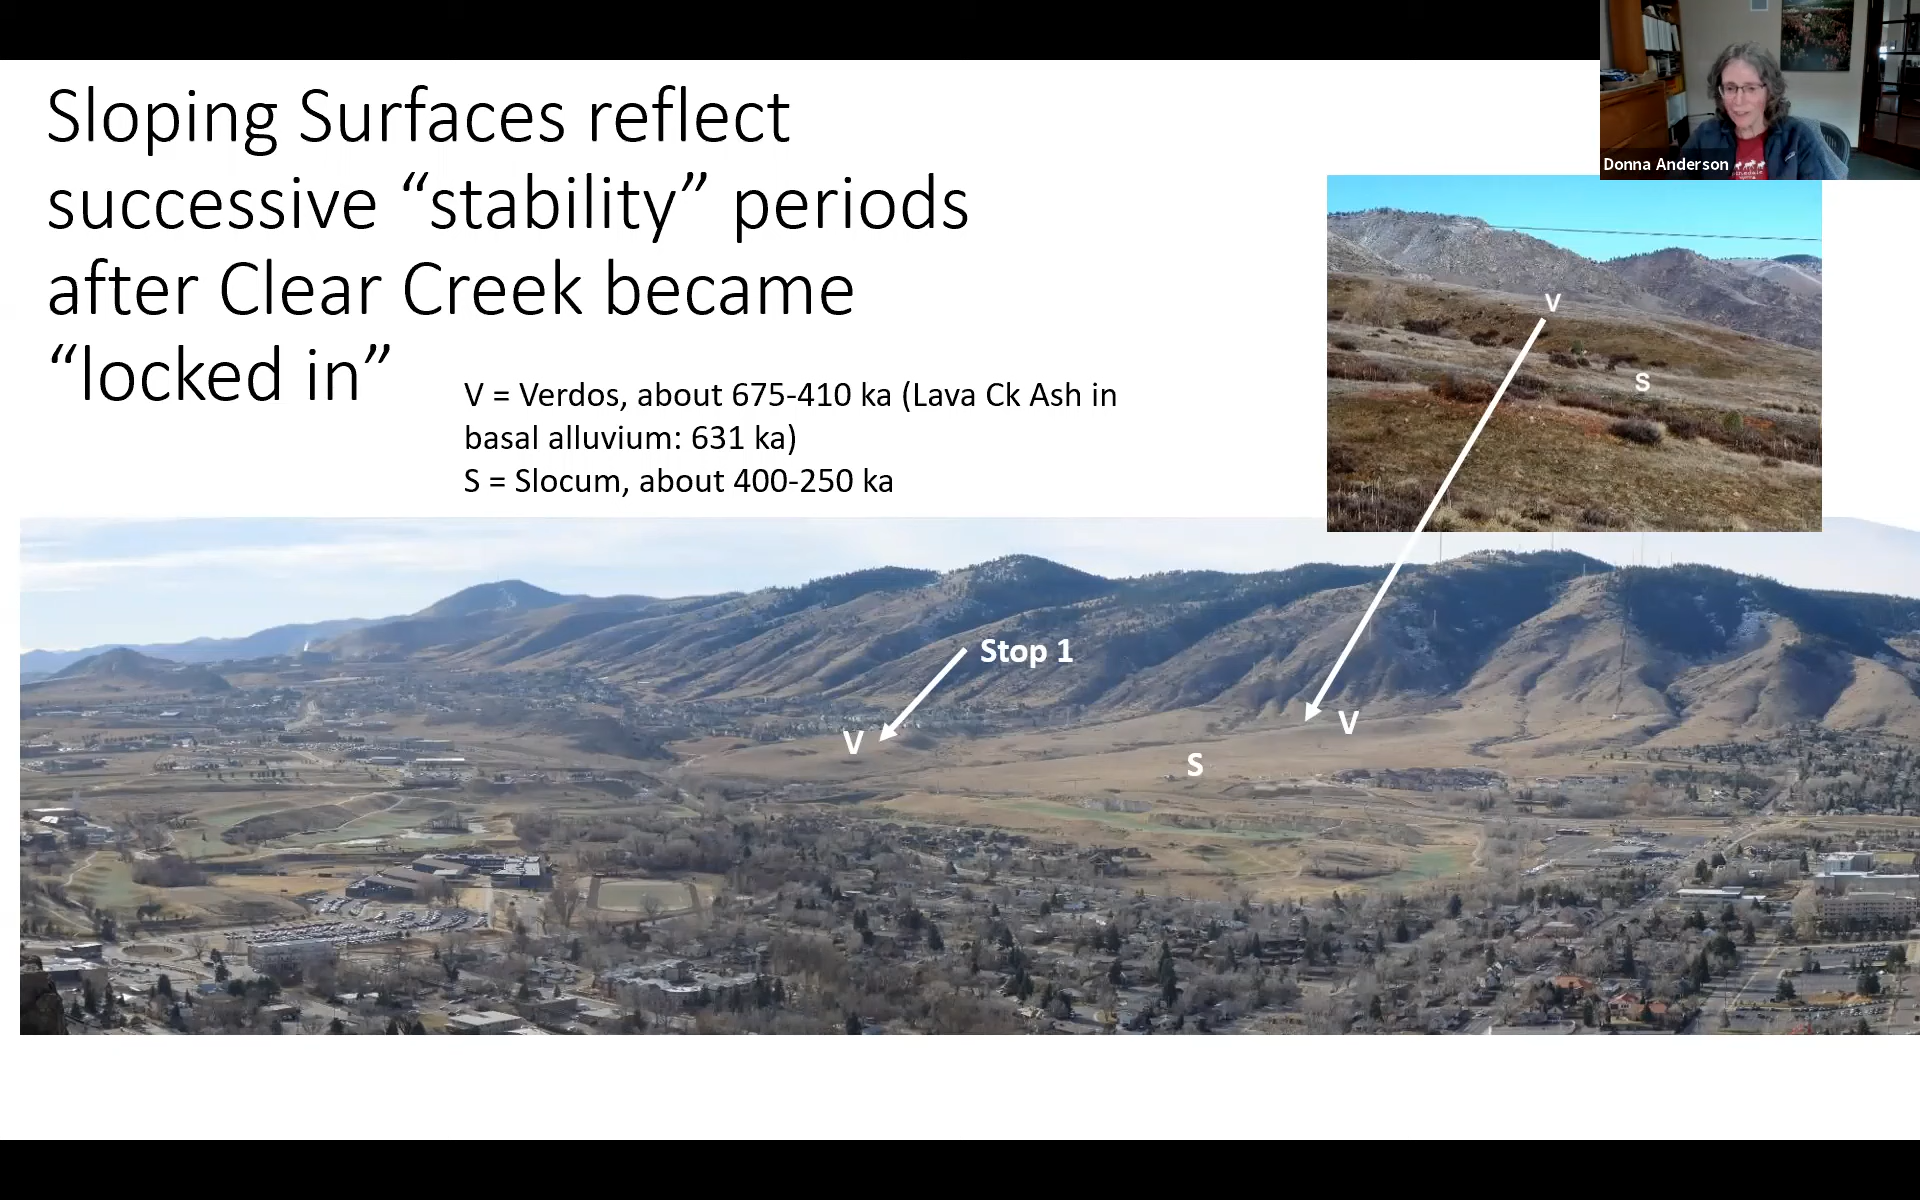 Sloping Surfaces reflect
successive “stability” periods
after Clear Creek became
“locked in”
V = Verdos, about 675-410 ka (Lava Ck Ash in
basal alluvium: 631 ka)
S = Slocum, about 400-250 ka
Donna Anderson
V
S
Stop 1
V
V
S